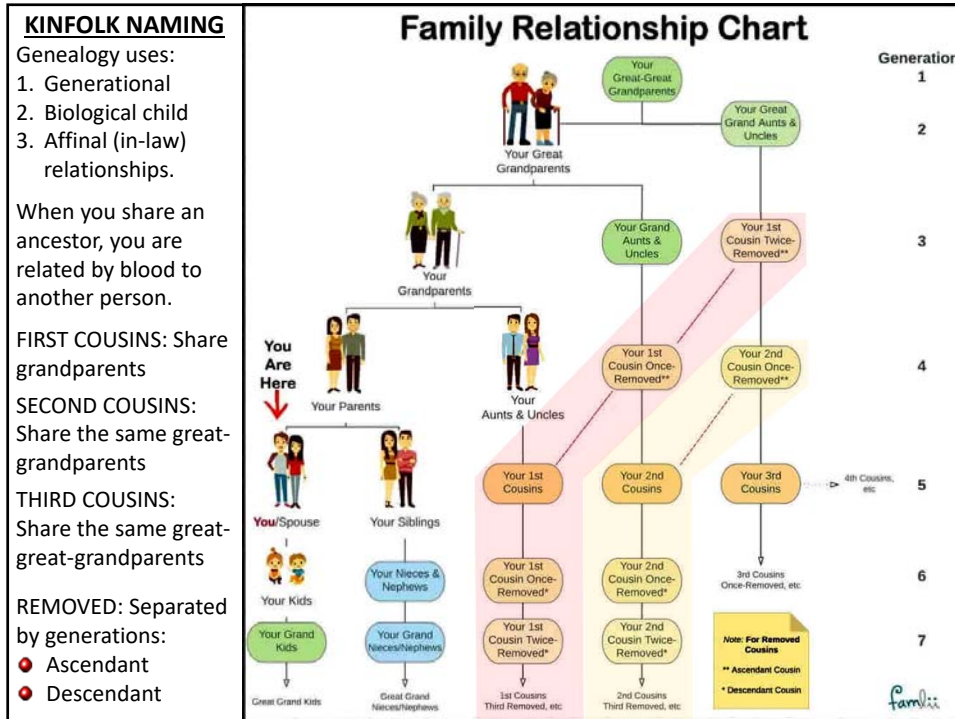 KINFOLK NAMING
Genealogy uses:
1. Generational
2. Biological child
3. Affinal (in-law)
relationships.
When you share an
ancestor, you are
related by blood to
another person.
FIRST COUSINS: Share
grandparents
SECOND COUSINS:
Share the same great-
grandparents
THIRD COUSINS:
Share the same great-
great-grandparents
REMOVED: Separated
by generations:
Ascendant
Descendant
Family Relationship Chart
Generation
Your
Great-Great
Grandparents
1
Your Great
Grand Aunts &
Uncles
2
Your Great
Grandparents
Your Grand
Aunts &
Uncles
Your 1st
Cousin Twice-
Removed**
3
Your
Grandparents
You
Are
Here
Your Parents
Your
Aunts & Uncles
Your 1st
Cousin Once-
Removed**
Your 2nd
Cousin Once-
Removed**
4
You/Spouse
Your Siblings
Your 1st
Cousins
Your 2nd
Cousins
Your 3rd
Cousins
4th Cousins,
etc
5
Your Kids
Your Nieces &
Nephews
Your 1st
Cousin Once-
Removed*
Your 2nd
Cousin Once-
Removed*
3rd Cousins
Once-Removed, etc
6
Your Grand
Kids
Your Grand
Nieces/Nephews
Your 1st
Cousin Twice-
Removed*
Your 2nd
Cousin Twice-
Removed*
7
Great Grand Kids
Great Grand
Nieces/Nephews
1st Cousins
Third Removed, etc
2nd Cousins
Third Removed, etc
Note: For Removed
Cousins
** Ascendant Cousin
* Descendant Cousin
famlii